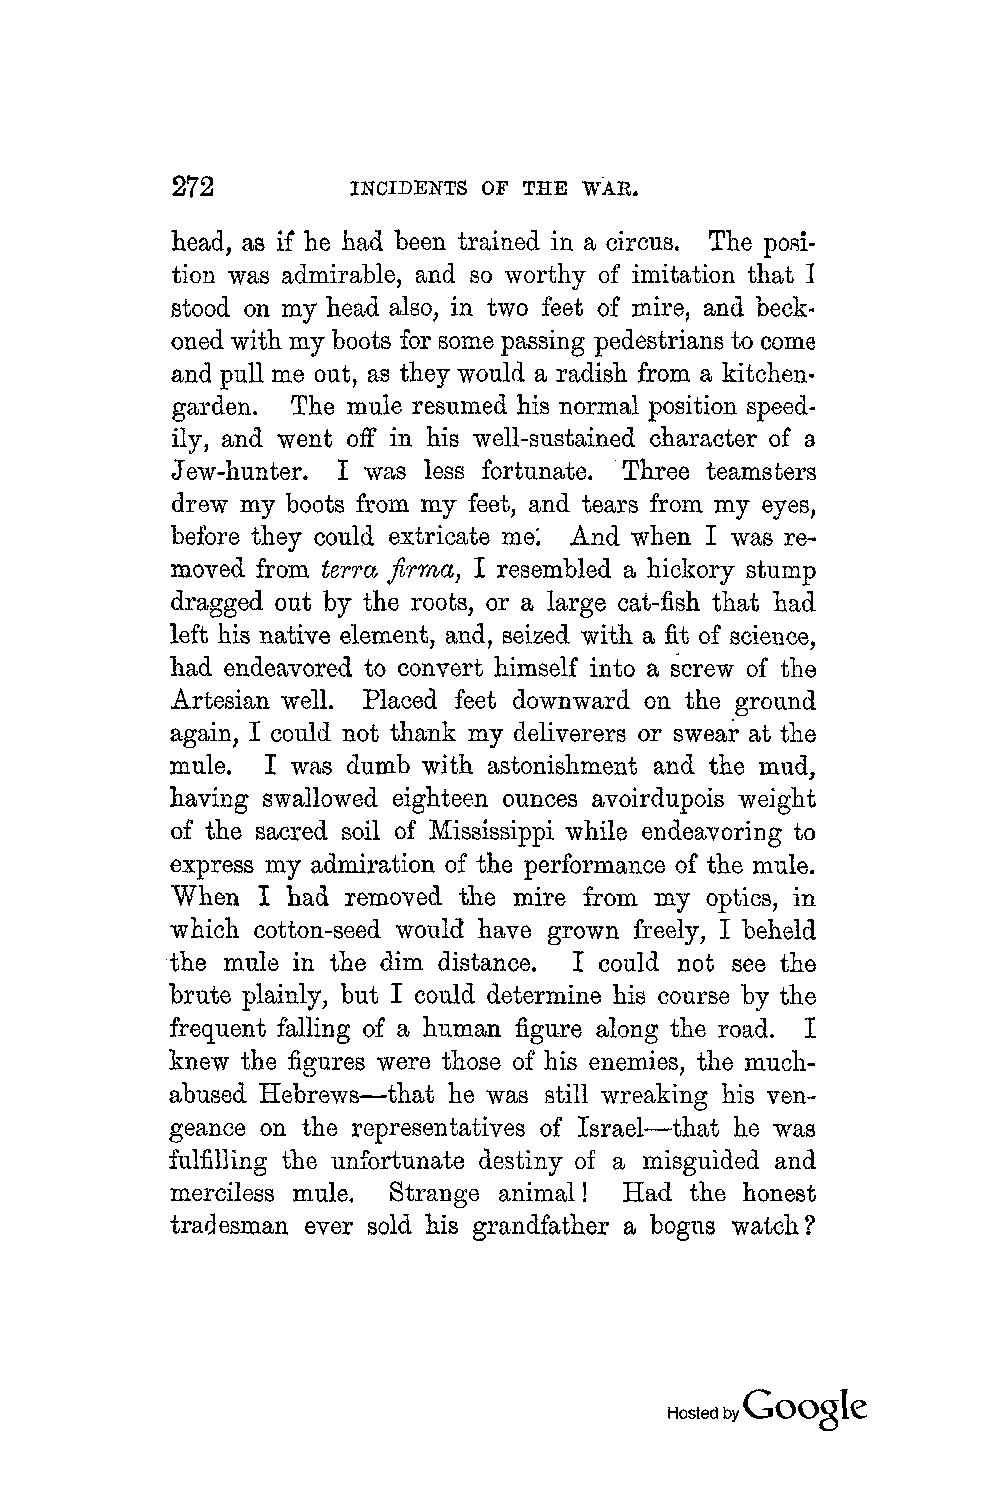 272 INCIDENTS OF THE WAR.
head, as if he had been trained in a circus. The posi-
tion was admirable, and so worthy of imitation that I
stood on my head also, in two feet of mire, and beck-
oned with my boots for some passing pedestrians to come
and pull me out, as they would a radish from a kitchen-
garden. The mule resumed his normal position speed-
ily, and went off in his well-sustained character of a
Jew-hunter. I was less fortunate. Three teamsters
drew my boots from my feet, and tears from my eyes,
before they could extricate me. And when I was re-
moved from terra firma, I resembled a hickory stump
dragged out by the roots, or a large cat-fish that had
left his native element, and, seized with a fit of science,
had endeavored to convert himself into a screw of the
Artesian well. Placed feet downward on the ground
again, I could not thank my deliverers or swear at the
mule. I was dumb with astonishment and the mud,
having swallowed eighteen ounces avoirdupois weight
of the sacred soil of Mississippi while endeavoring to
express my admiration of the performance of the mule.
When I had removed the mire from my optics, in
which cotton-seed would have grown freely, I beheld
the mule in the dim distance. I could not see the
brute plainly, but I could determine his course by the
frequent falling of a human figure along the road. I
knew the figures were those of his enemies, the much-
abused Hebrews—that he was still wreaking his ven-
geance on the representatives of Israel—that he was
fulfilling the unfortunate destiny of a misguided and
merciless mule. Strange animal! Had the honest
tradesman ever sold his grandfather a bogus watch?
Hosted by Google